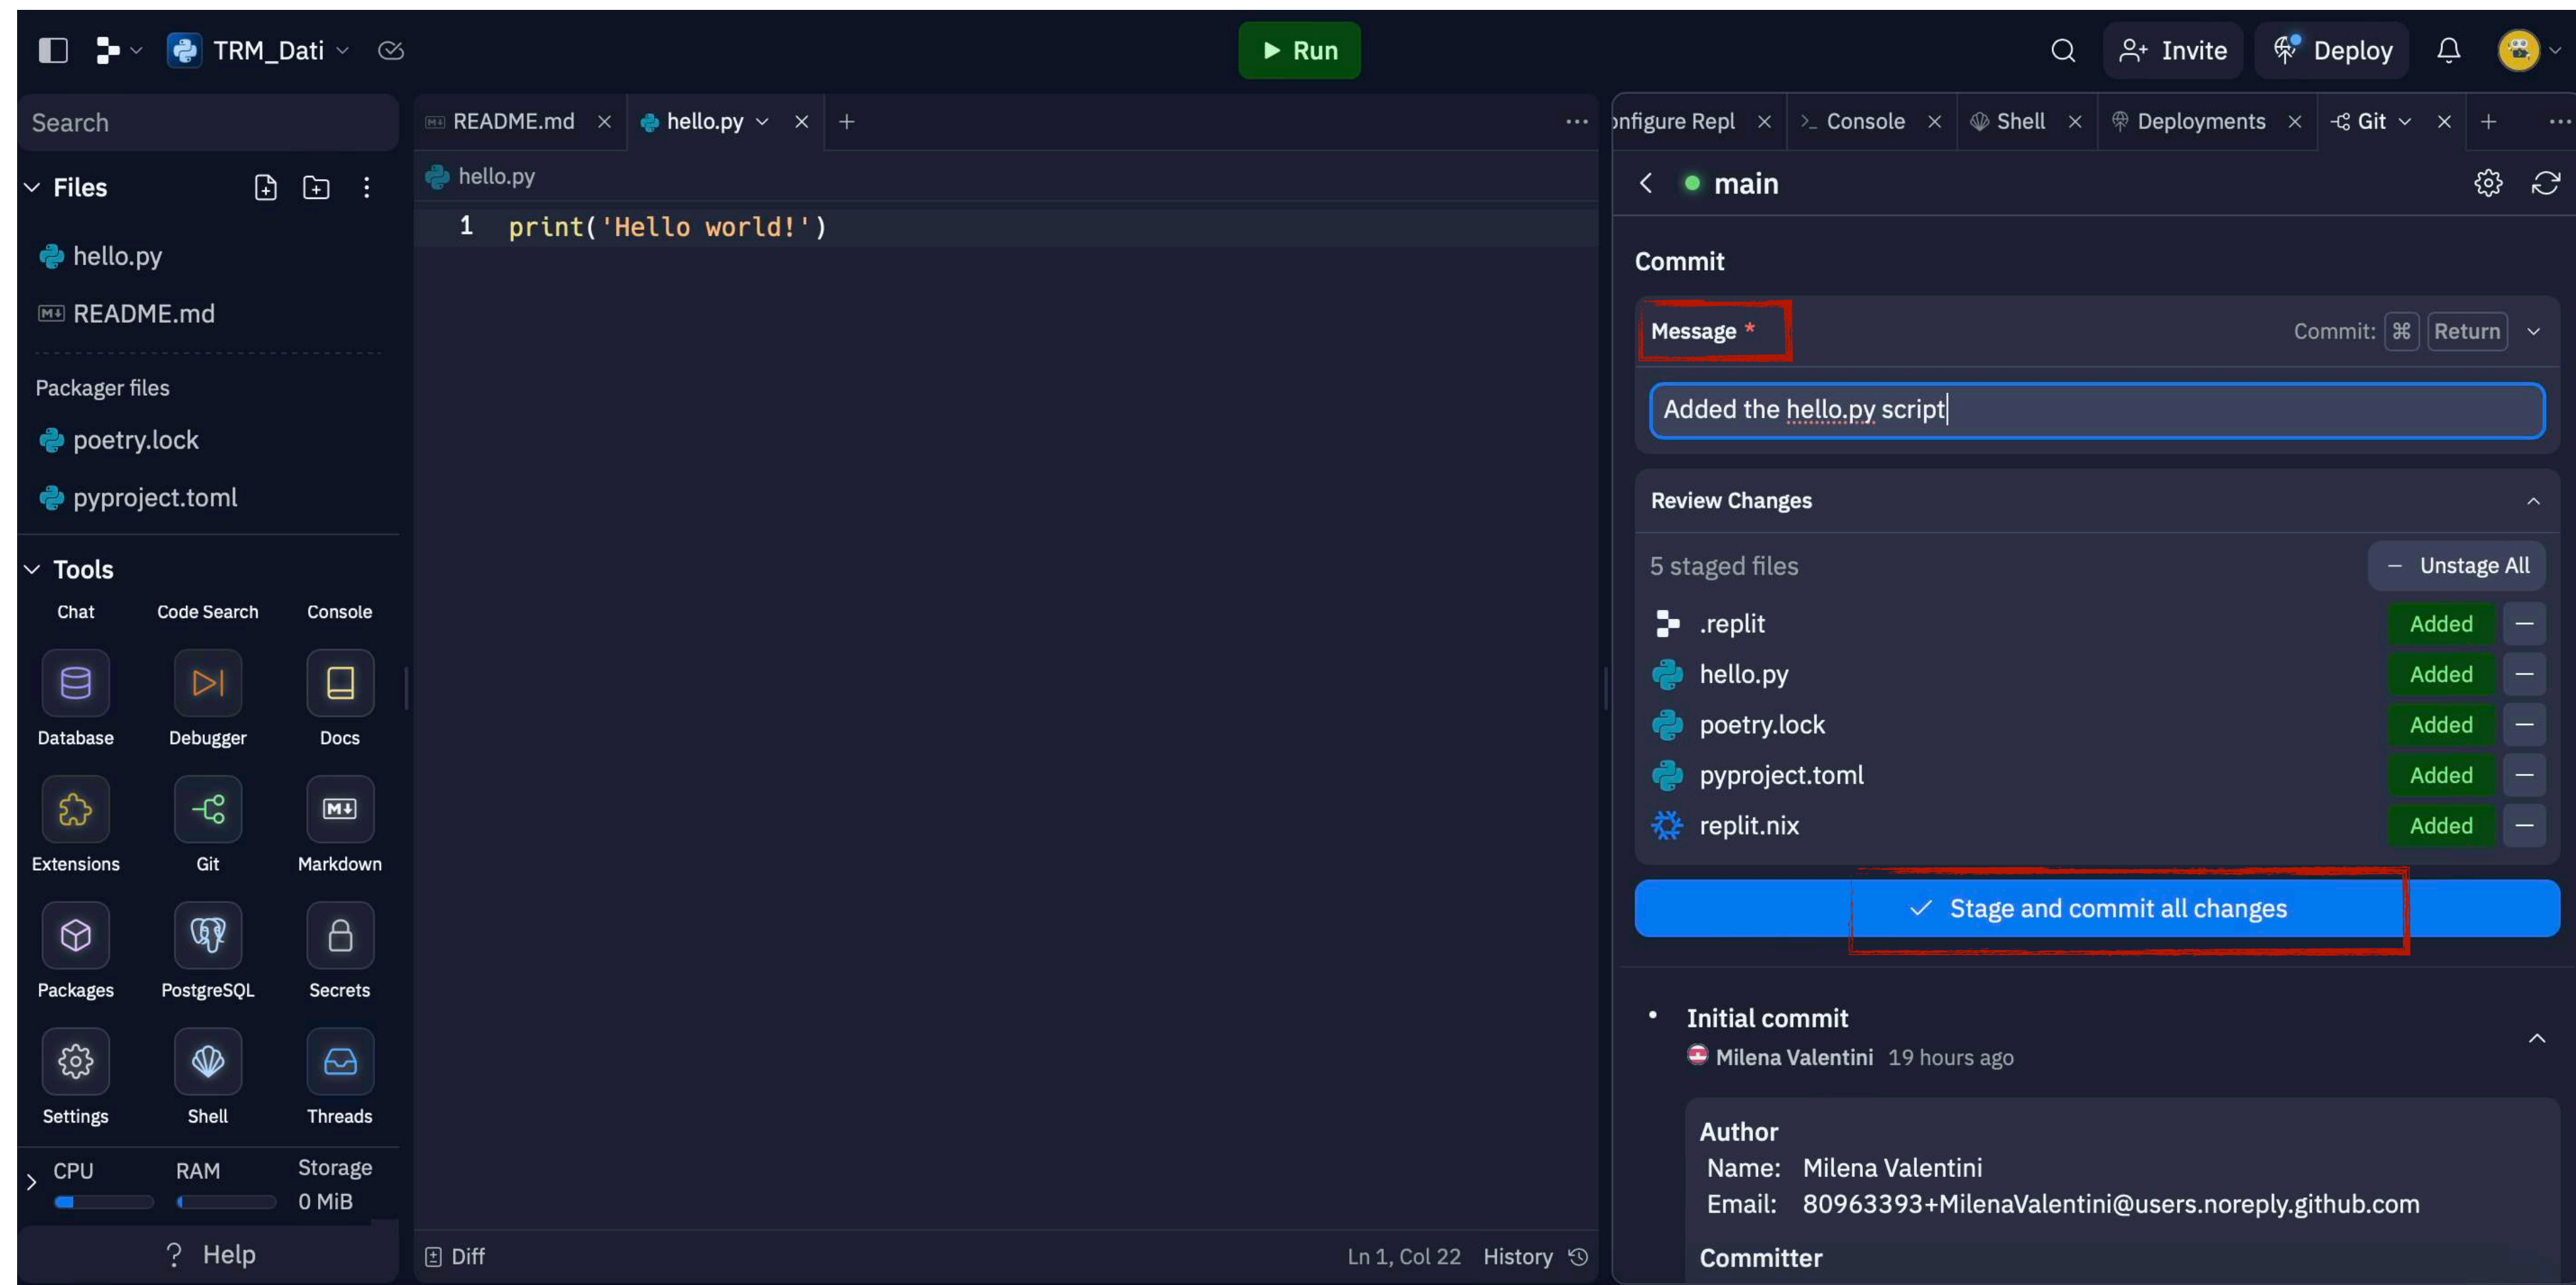 TRM_Dati
Run
Invite
Deploy
Search
README.md
hello.py
onfigure Repl
Console
Shell
Deployments
Git
Files
hello.py
main
1 print('Hello world!')
hello.py
README.md
Packager files
poetry.lock
pyproject.toml
Tools
Chat Code Search Console
Database Debugger Docs
Extensions Git Markdown
Packages PostgreSQL Secrets
Settings Shell Threads
CPU RAM Storage
0 MiB
? Help
Diff
Ln 1, Col 22 History
Commit
Message * Commit: ⌘ Return
Added the hello.py script
Review Changes
5 staged files Unstage All
.replit Added
hello.py Added
poetry.lock Added
pyproject.toml Added
replit.nix Added
Stage and commit all changes
Initial commit
Milena Valentini 19 hours ago
Author
Name: Milena Valentini
Email: 80963393+MilenaValentini@users.noreply.github.com
Committer